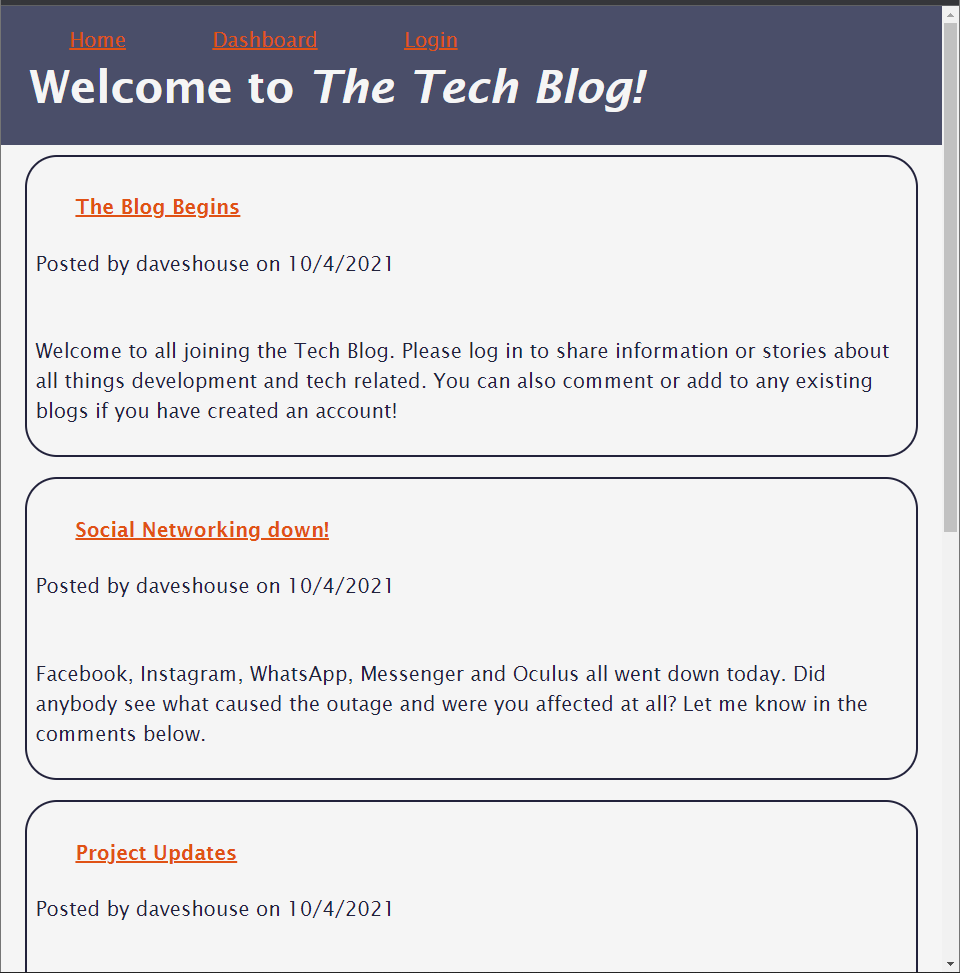 Home Dashboard Login
Welcome to The Tech Blog!
The Blog Begins
Posted by daveshouse on 10/4/2021
Welcome to all joining the Tech Blog. Please log in to share information or stories about
all things development and tech related. You can also comment or add to any existing
blogs if you have created an account!
Social Networking down!
Posted by daveshouse on 10/4/2021
Facebook, Instagram, WhatsApp, Messenger and Oculus all went down today. Did
anybody see what caused the outage and were you affected at all? Let me know in the
comments below.
Project Updates
Posted by daveshouse on 10/4/2021